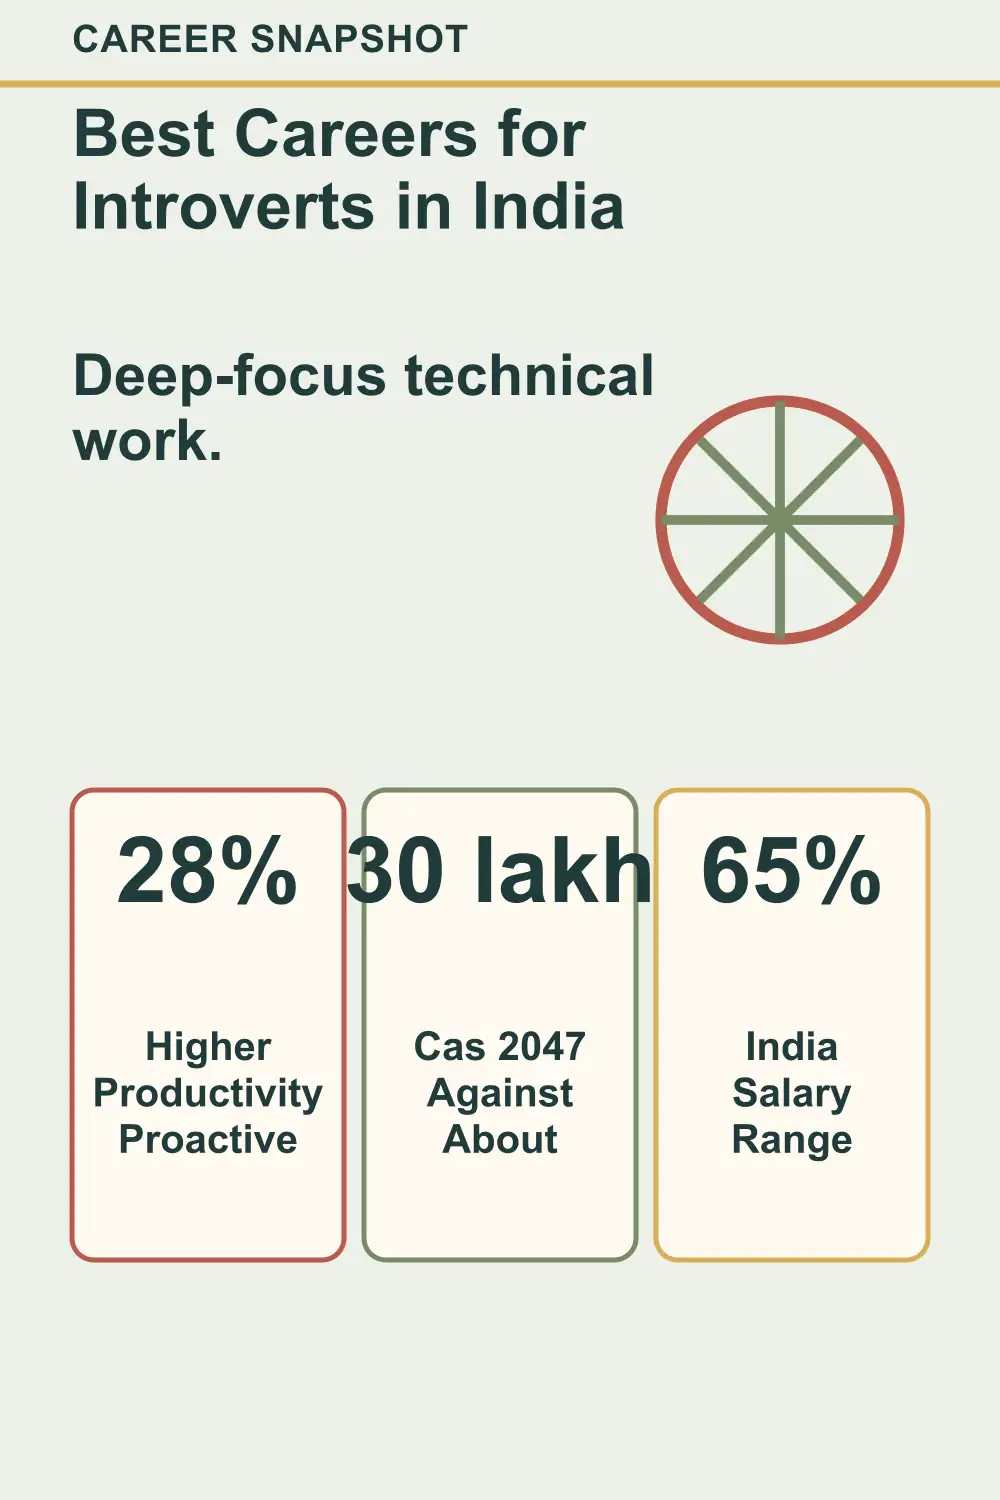 CAREER SNAPSHOT
Best Careers for
Introverts in India
Deep-focus technical
work.
28%
Higher
Productivity
Proactive
30 lakh
Cas 2047
Against
About
65%
India
Salary
Range